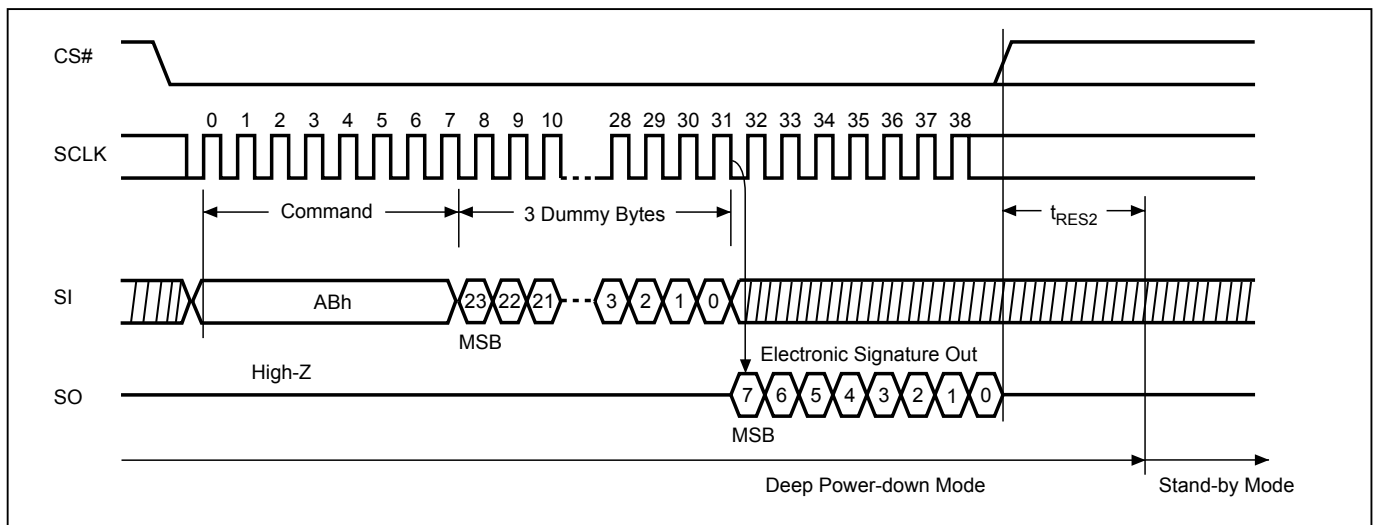 CS#
0 1 2 3 4 5 6 7 8 9 10 28 29 30 31 32 33 34 35 36 37 38
SCLK
Command
3 Dummy Bytes
tRES2
SI
ABh
23 22 21 3 2 1 0
MSB
Electronic Signature Out
High-Z
SO
7 6 5 4 3 2 1 0
MSB
Deep Power-down Mode
Stand-by Mode